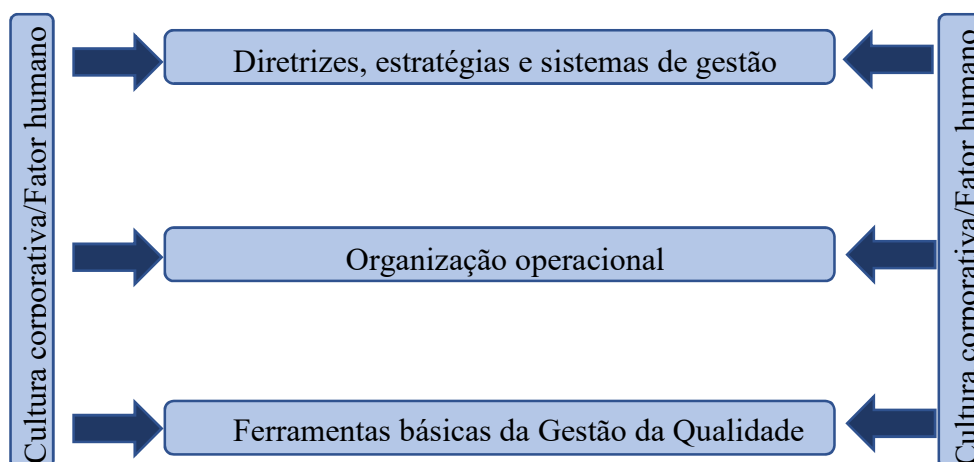 Cultura corporativa/Fator humano
Diretrizes, estratégias e sistemas de gestão
Organização operacional
Ferramentas básicas da Gestão da Qualidade
Cultura corporativa/Fator humano